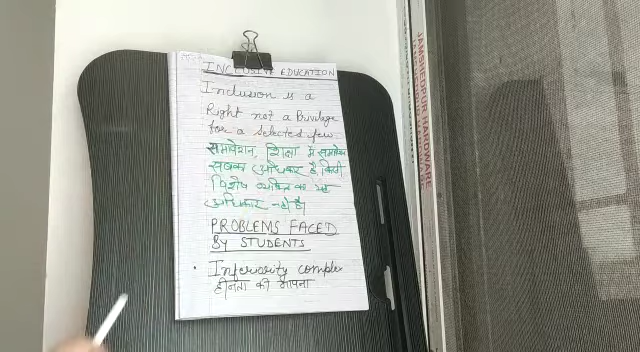 INCLUSIVE EDUCATION
Inclusion is a
Right not a Privilege
for a selected few
समावेशन, शिक्षा में समावेश
सबका अधिकार है, किसी
विशेष व्यक्ति का यह
अधिकार नहीं है।
PROBLEMS FACED
By STUDENTS
Inferiority complex
हीनता की भावना
JAMSHEDPUR HARDWARE